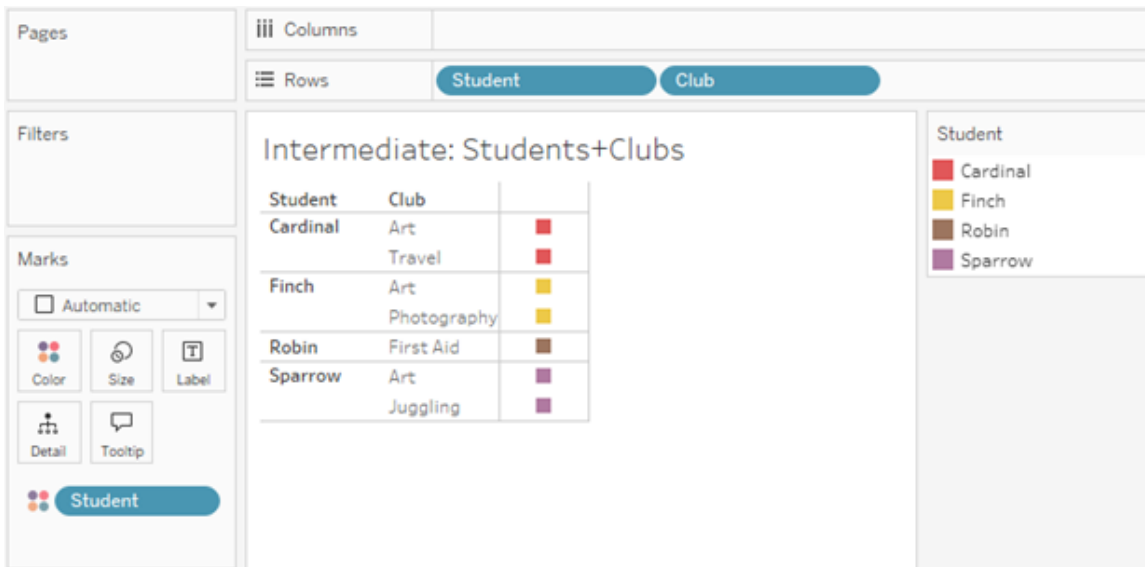 Pages
Columns
Rows Student Club
Filters
Marks
Automatic
Color Size Label
Detail Tooltip
Student
Intermediate: Students+Clubs
Student Club
Cardinal Art
Travel
Finch Art
Photography
Robin First Aid
Sparrow Art
Juggling
Student
Cardinal
Finch
Robin
Sparrow